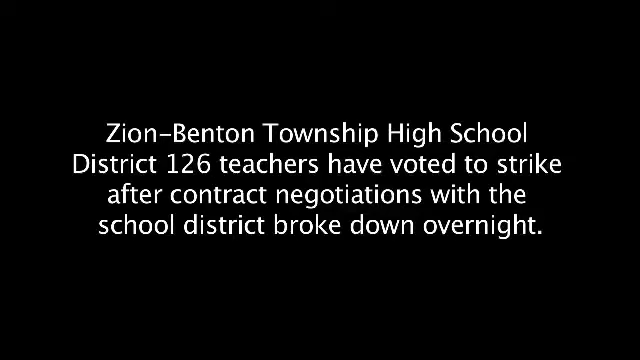 Zion-Benton Township High School
District 126 teachers have voted to strike
after contract negotiations with the
school district broke down overnight.